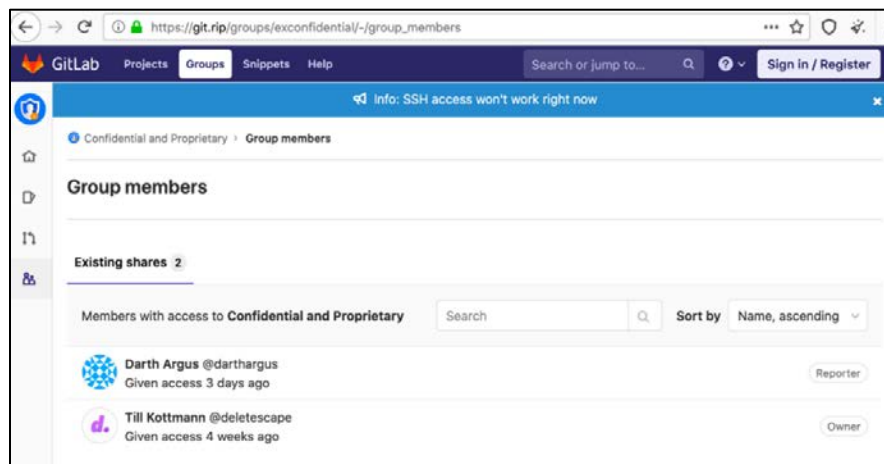 https://git.rip/groups/exconfidential/-/group_members
GitLab Projects Groups Snippets Help Search or jump to... Sign in / Register
Info: SSH access won't work right now
Confidential and Proprietary › Group members
Group members
Existing shares 2
Members with access to Confidential and Proprietary Search Sort by Name, ascending
Darth Argus @darthargus
Given access 3 days ago
Reporter
d. Till Kottmann @deletescape
Given access 4 weeks ago
Owner